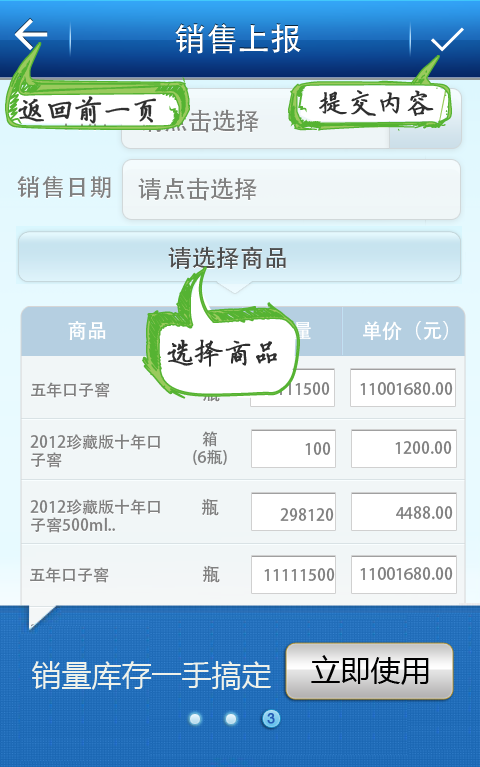 销售上报
返回前一页
提交内容
请点击选择
销售日期
请点击选择
请选择商品
选择商品
商品
量
单价（元）
五年口子窖
瓶
111500
11001680.00
2012珍藏版十年口
子窖
箱
(6瓶)
100
1200.00
2012珍藏版十年口
子窖500ml..
瓶
298120
4488.00
五年口子窖
瓶
11111500
11001680.00
销量库存一手搞定
立即使用
3